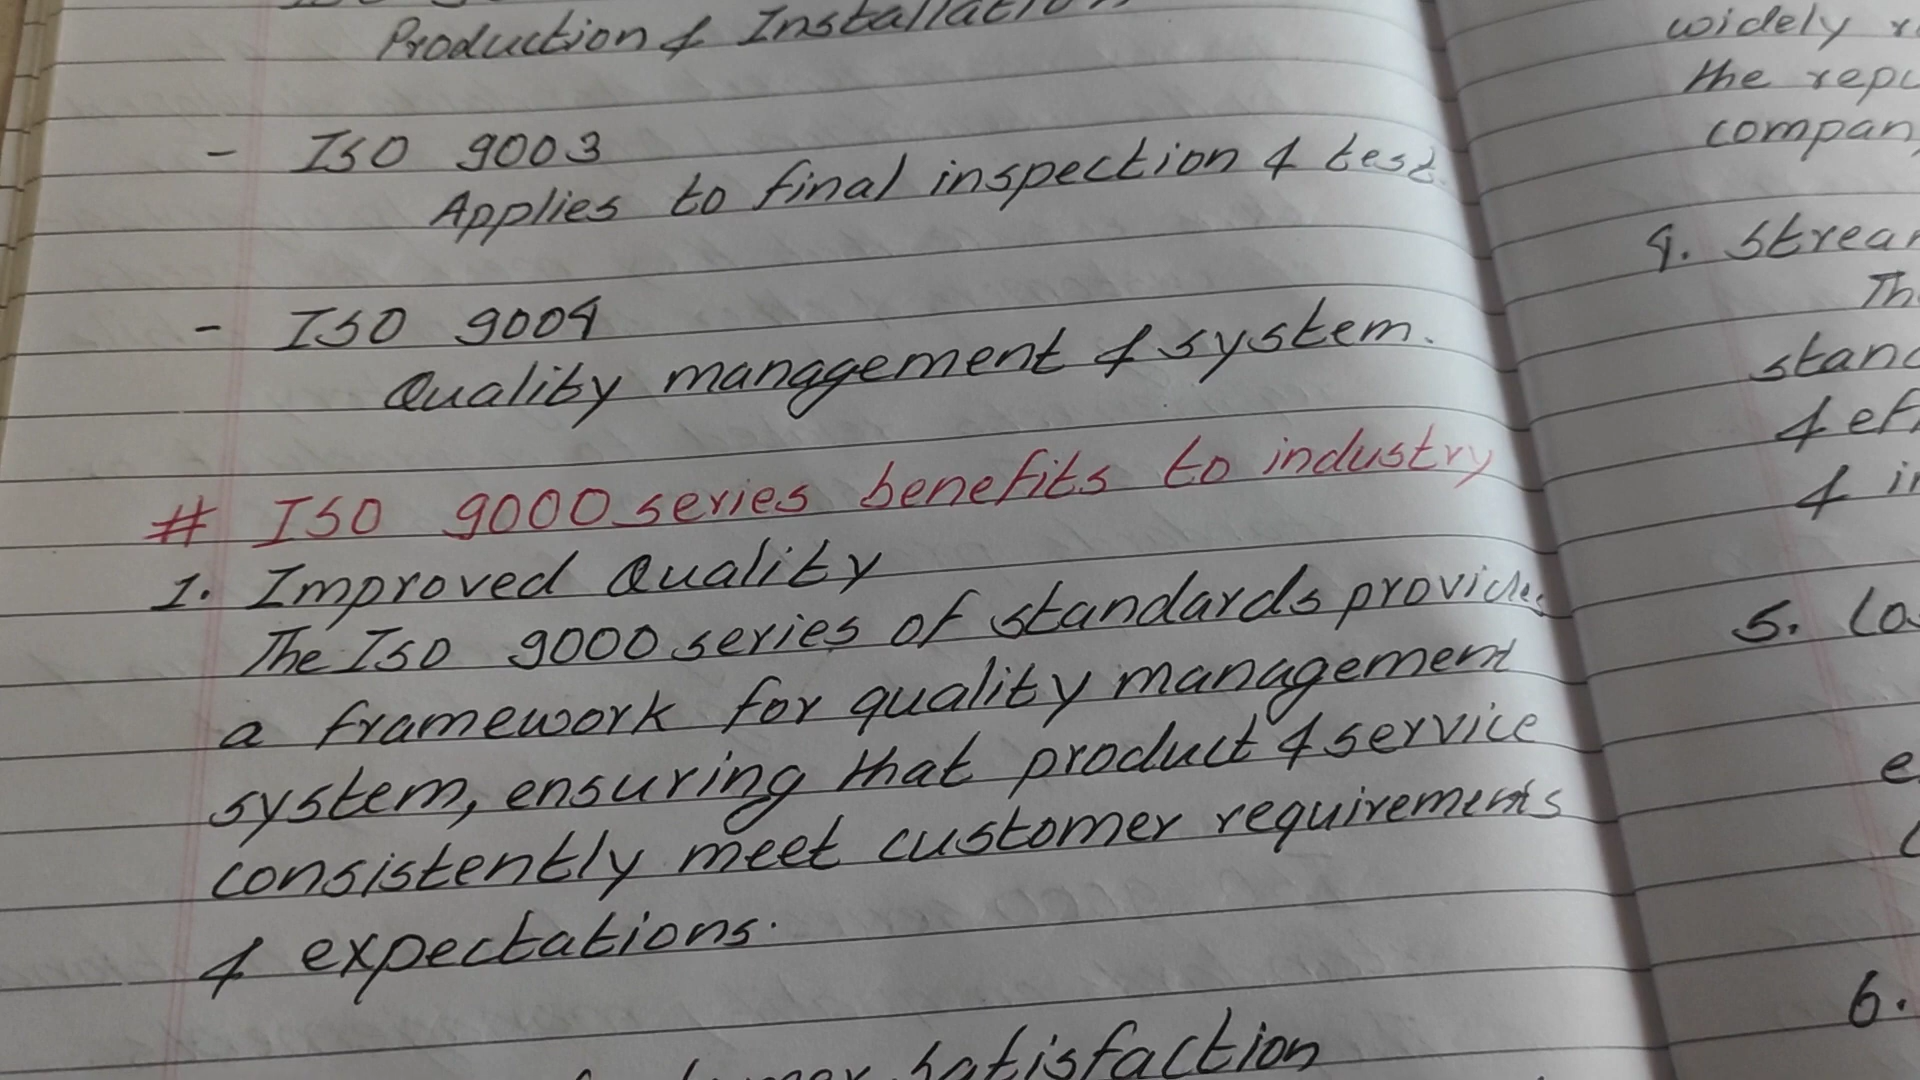 Production & Installation
- ISO 9003
Applies to final inspection & test.
- ISO 9004
Quality management & system.
# ISO 9000 series benefits to industry
1. Improved Quality
The ISO 9000 series of standards provides
a framework for quality management
system, ensuring that product & service
consistently meet customer requirements
& expectations.
satisfaction
widely
the
compan
4.
stand
&
&
5.
6.